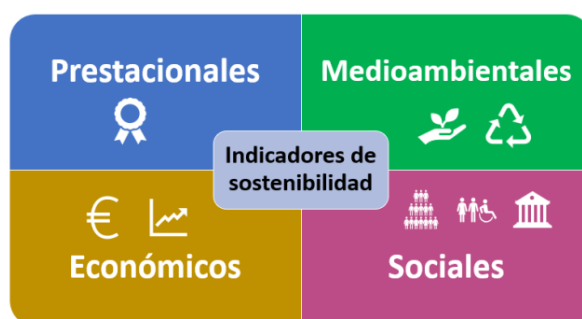 Prestacionales
Medioambientales
Indicadores de
sostenibilidad
€
Económicos
Sociales